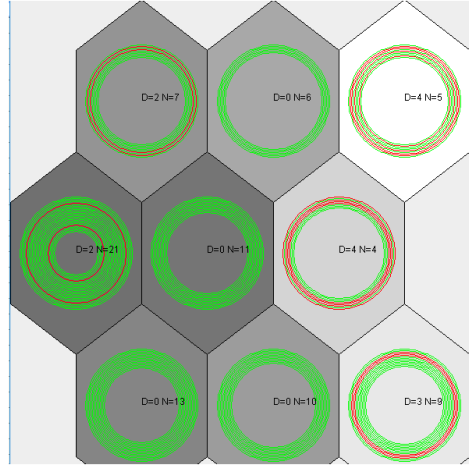 D=2 N=7
D=0 N=6
D=4 N=5
D=2 N=21
D=0 N=11
D=4 N=4
D=0 N=13
D=0 N=10
D=3 N=9